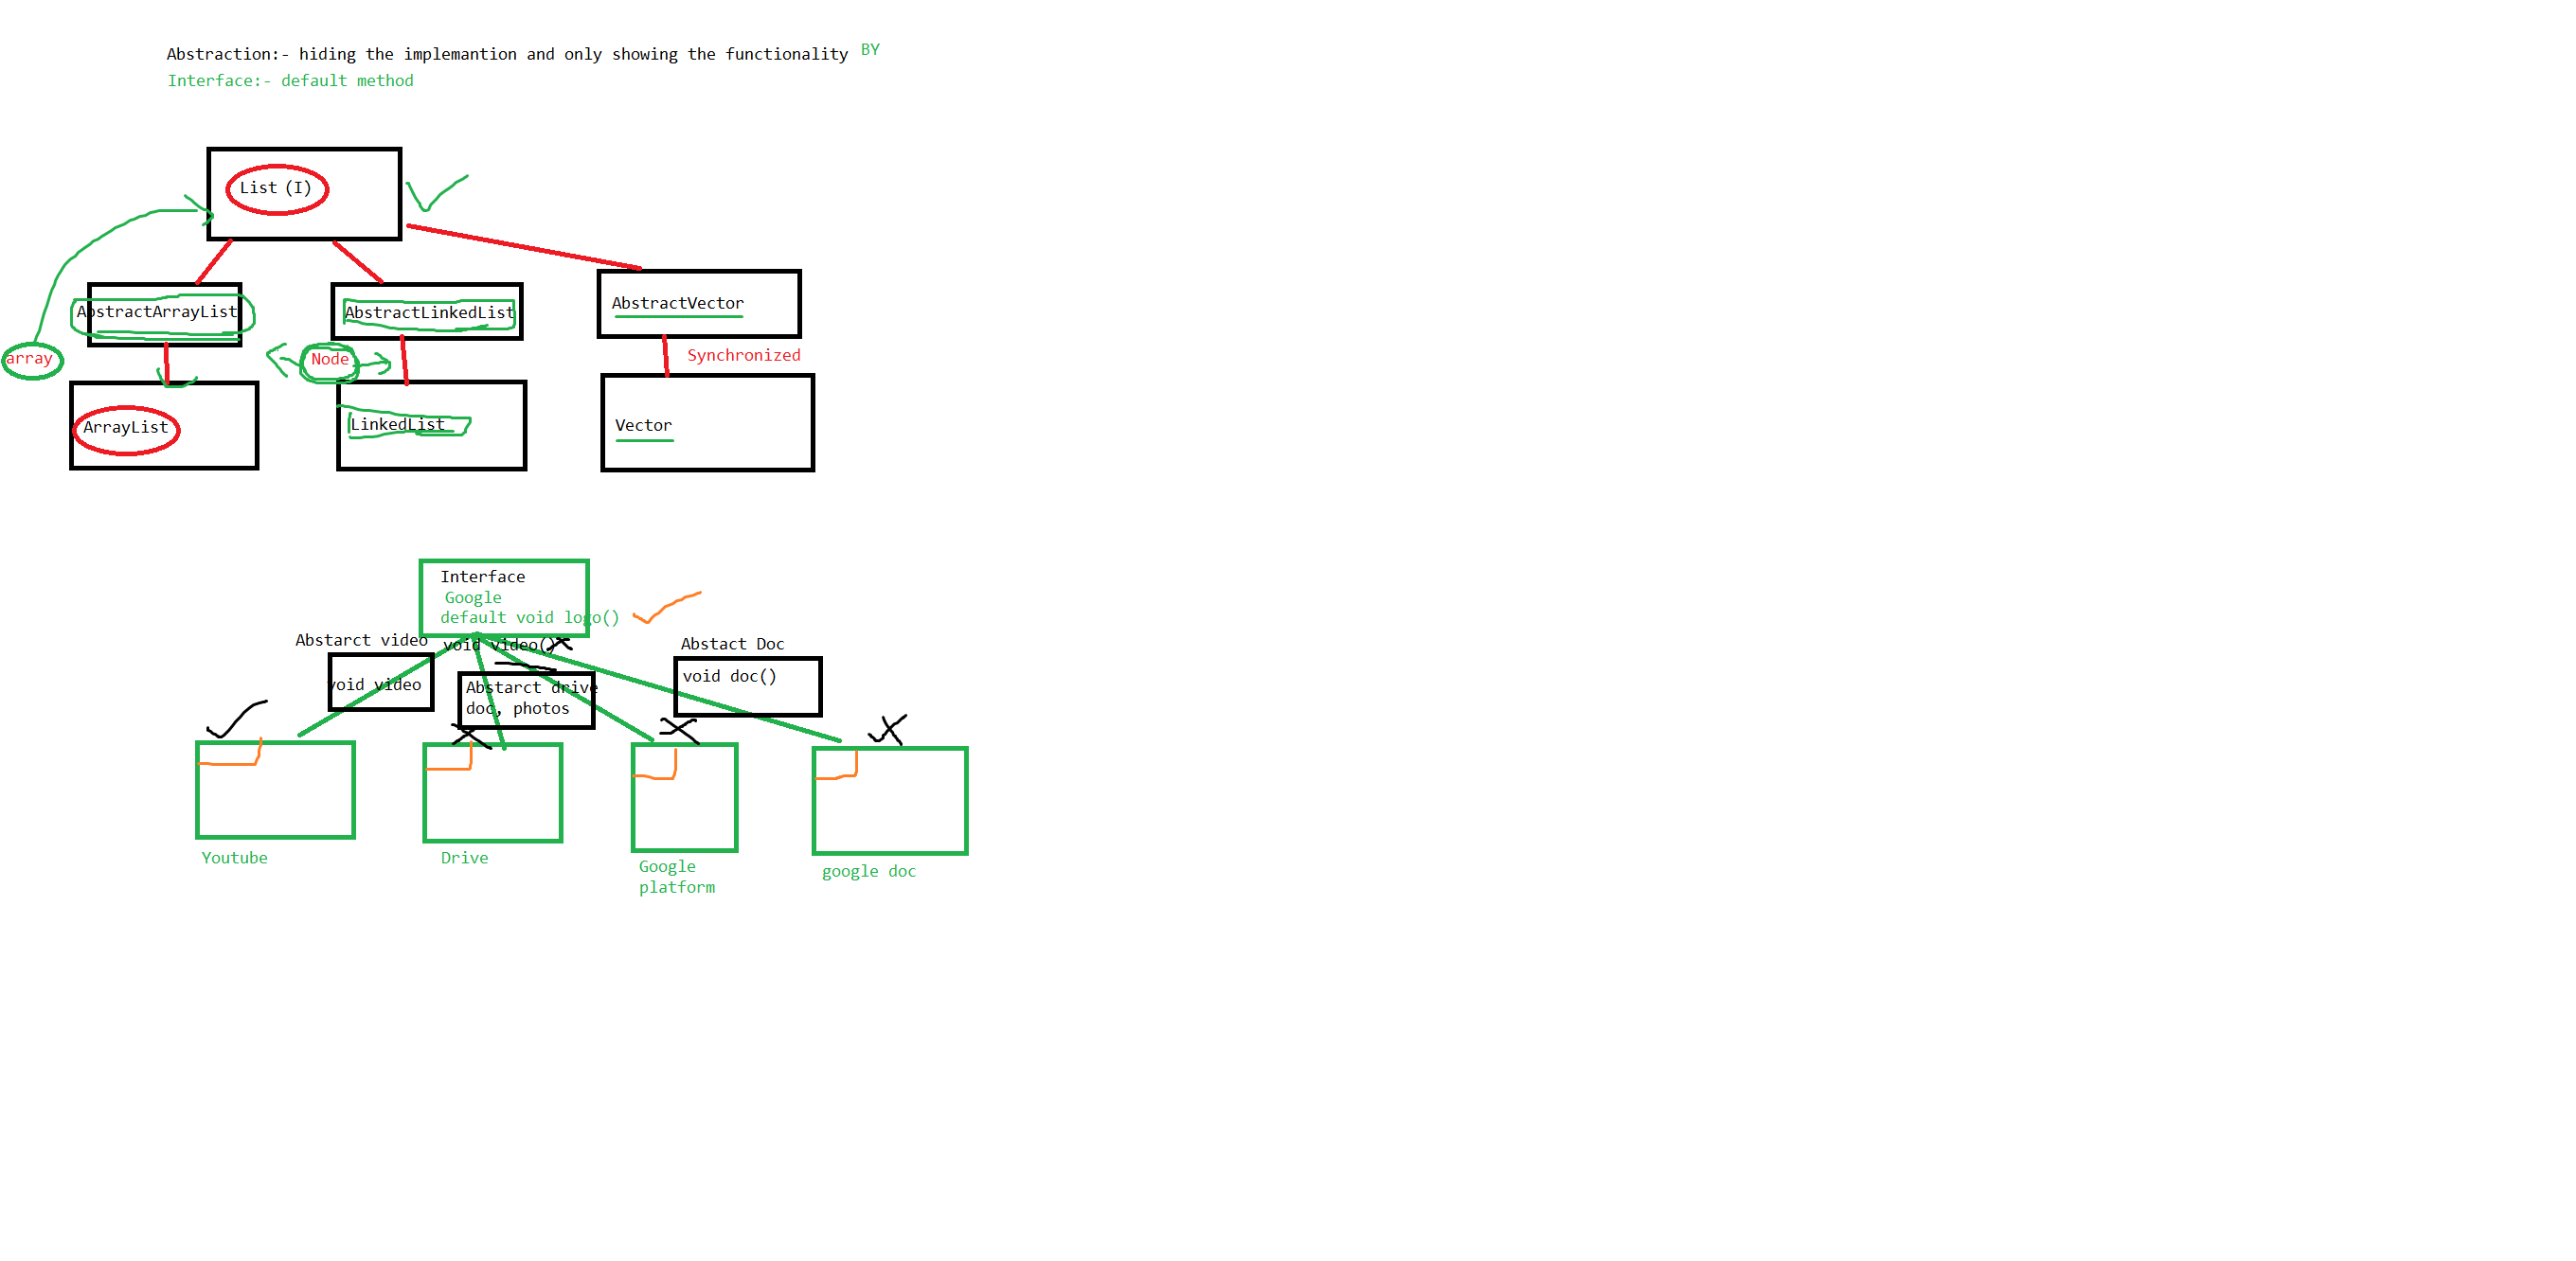 Abstraction:- hiding the implemantion and only showing the functionality BY
Interface:- default method
List (I)
AbstractArrayList
AbstractLinkedList
AbstractVector
array
Node
Synchronized
ArrayList
LinkedList
Vector
Interface
Google
default void logo()
Abstarct video
void video()
Abstact Doc
void video
Abstarct drive
doc, photos
void doc()
Youtube
Drive
Google
platform
google doc